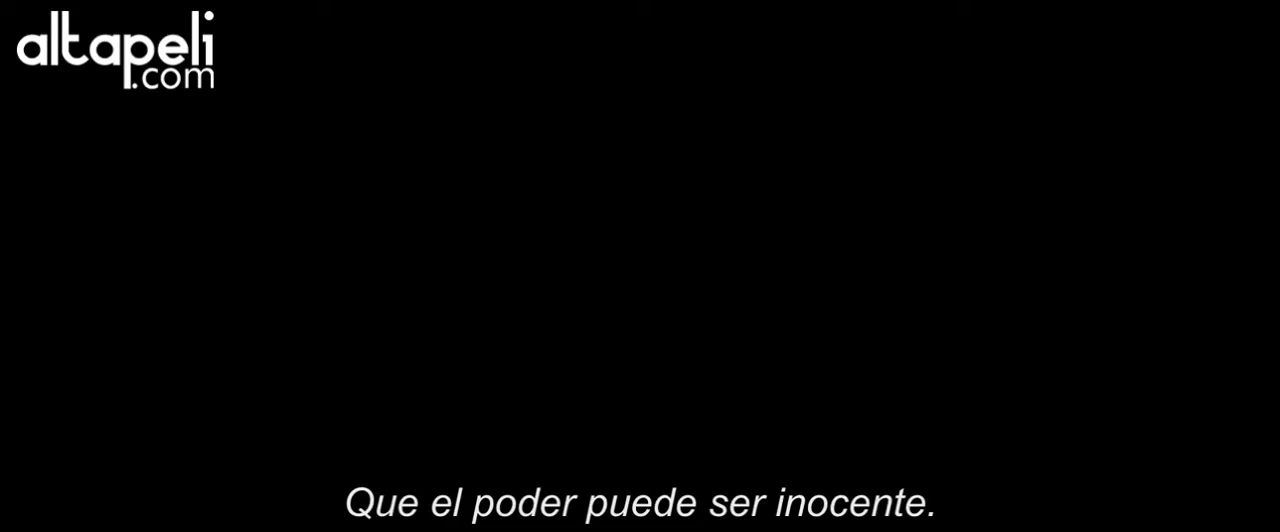 altapeli
.com
Que el poder puede ser inocente.